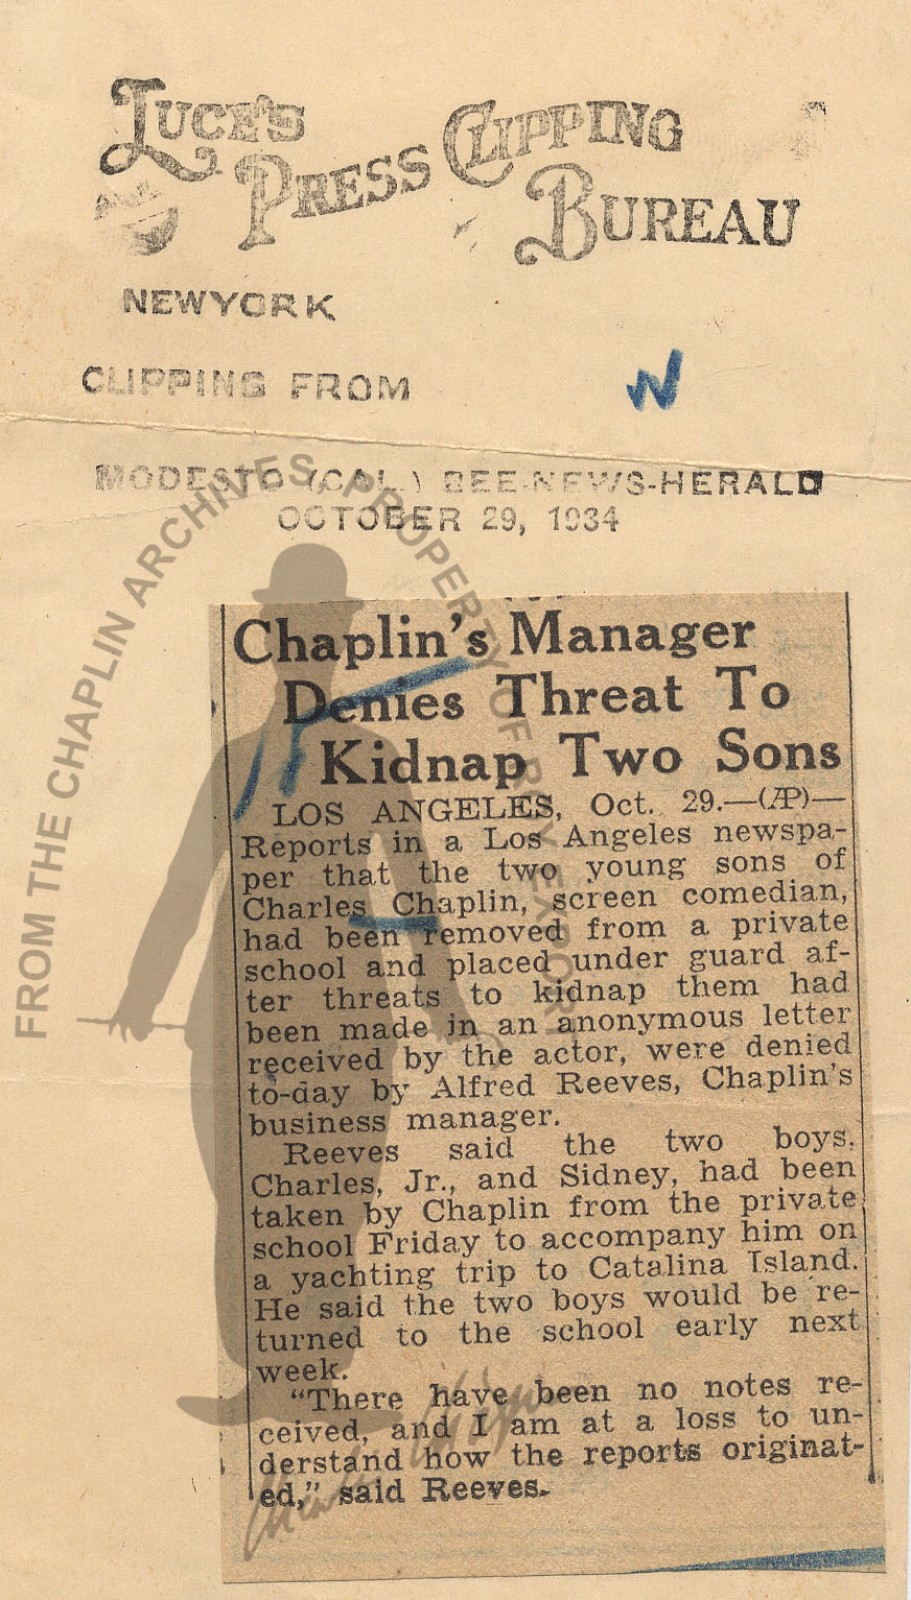 LUCE'S
PRESS CLIPPING
BUREAU
NEW YORK
CLIPPING FROM
N
MODESTO (CAL.) BEE-NEWS-HERALD
OCTOBER 29, 1934
FROM THE CHAPLIN ARCHIVES, PROPERTY OF ROY EXPORT
Chaplin's Manager
Denies Threat To
Kidnap Two Sons
LOS ANGELES, Oct. 29.—(AP)—
Reports in a Los Angeles newspa-
per that the two young sons of
Charles Chaplin, screen comedian,
had been removed from a private
school and placed under guard af-
ter threats to kidnap them had
been made in an anonymous letter
received by the actor, were denied
to-day by Alfred Reeves, Chaplin's
business manager.
Reeves said the two boys,
Charles, Jr., and Sidney, had been
taken by Chaplin from the private
school Friday to accompany him on
a yachting trip to Catalina Island.
He said the two boys would be re-
turned to the school early next
week.
"There have been no notes re-
ceived, and I am at a loss to un-
derstand how the reports originat-
ed," said Reeves.